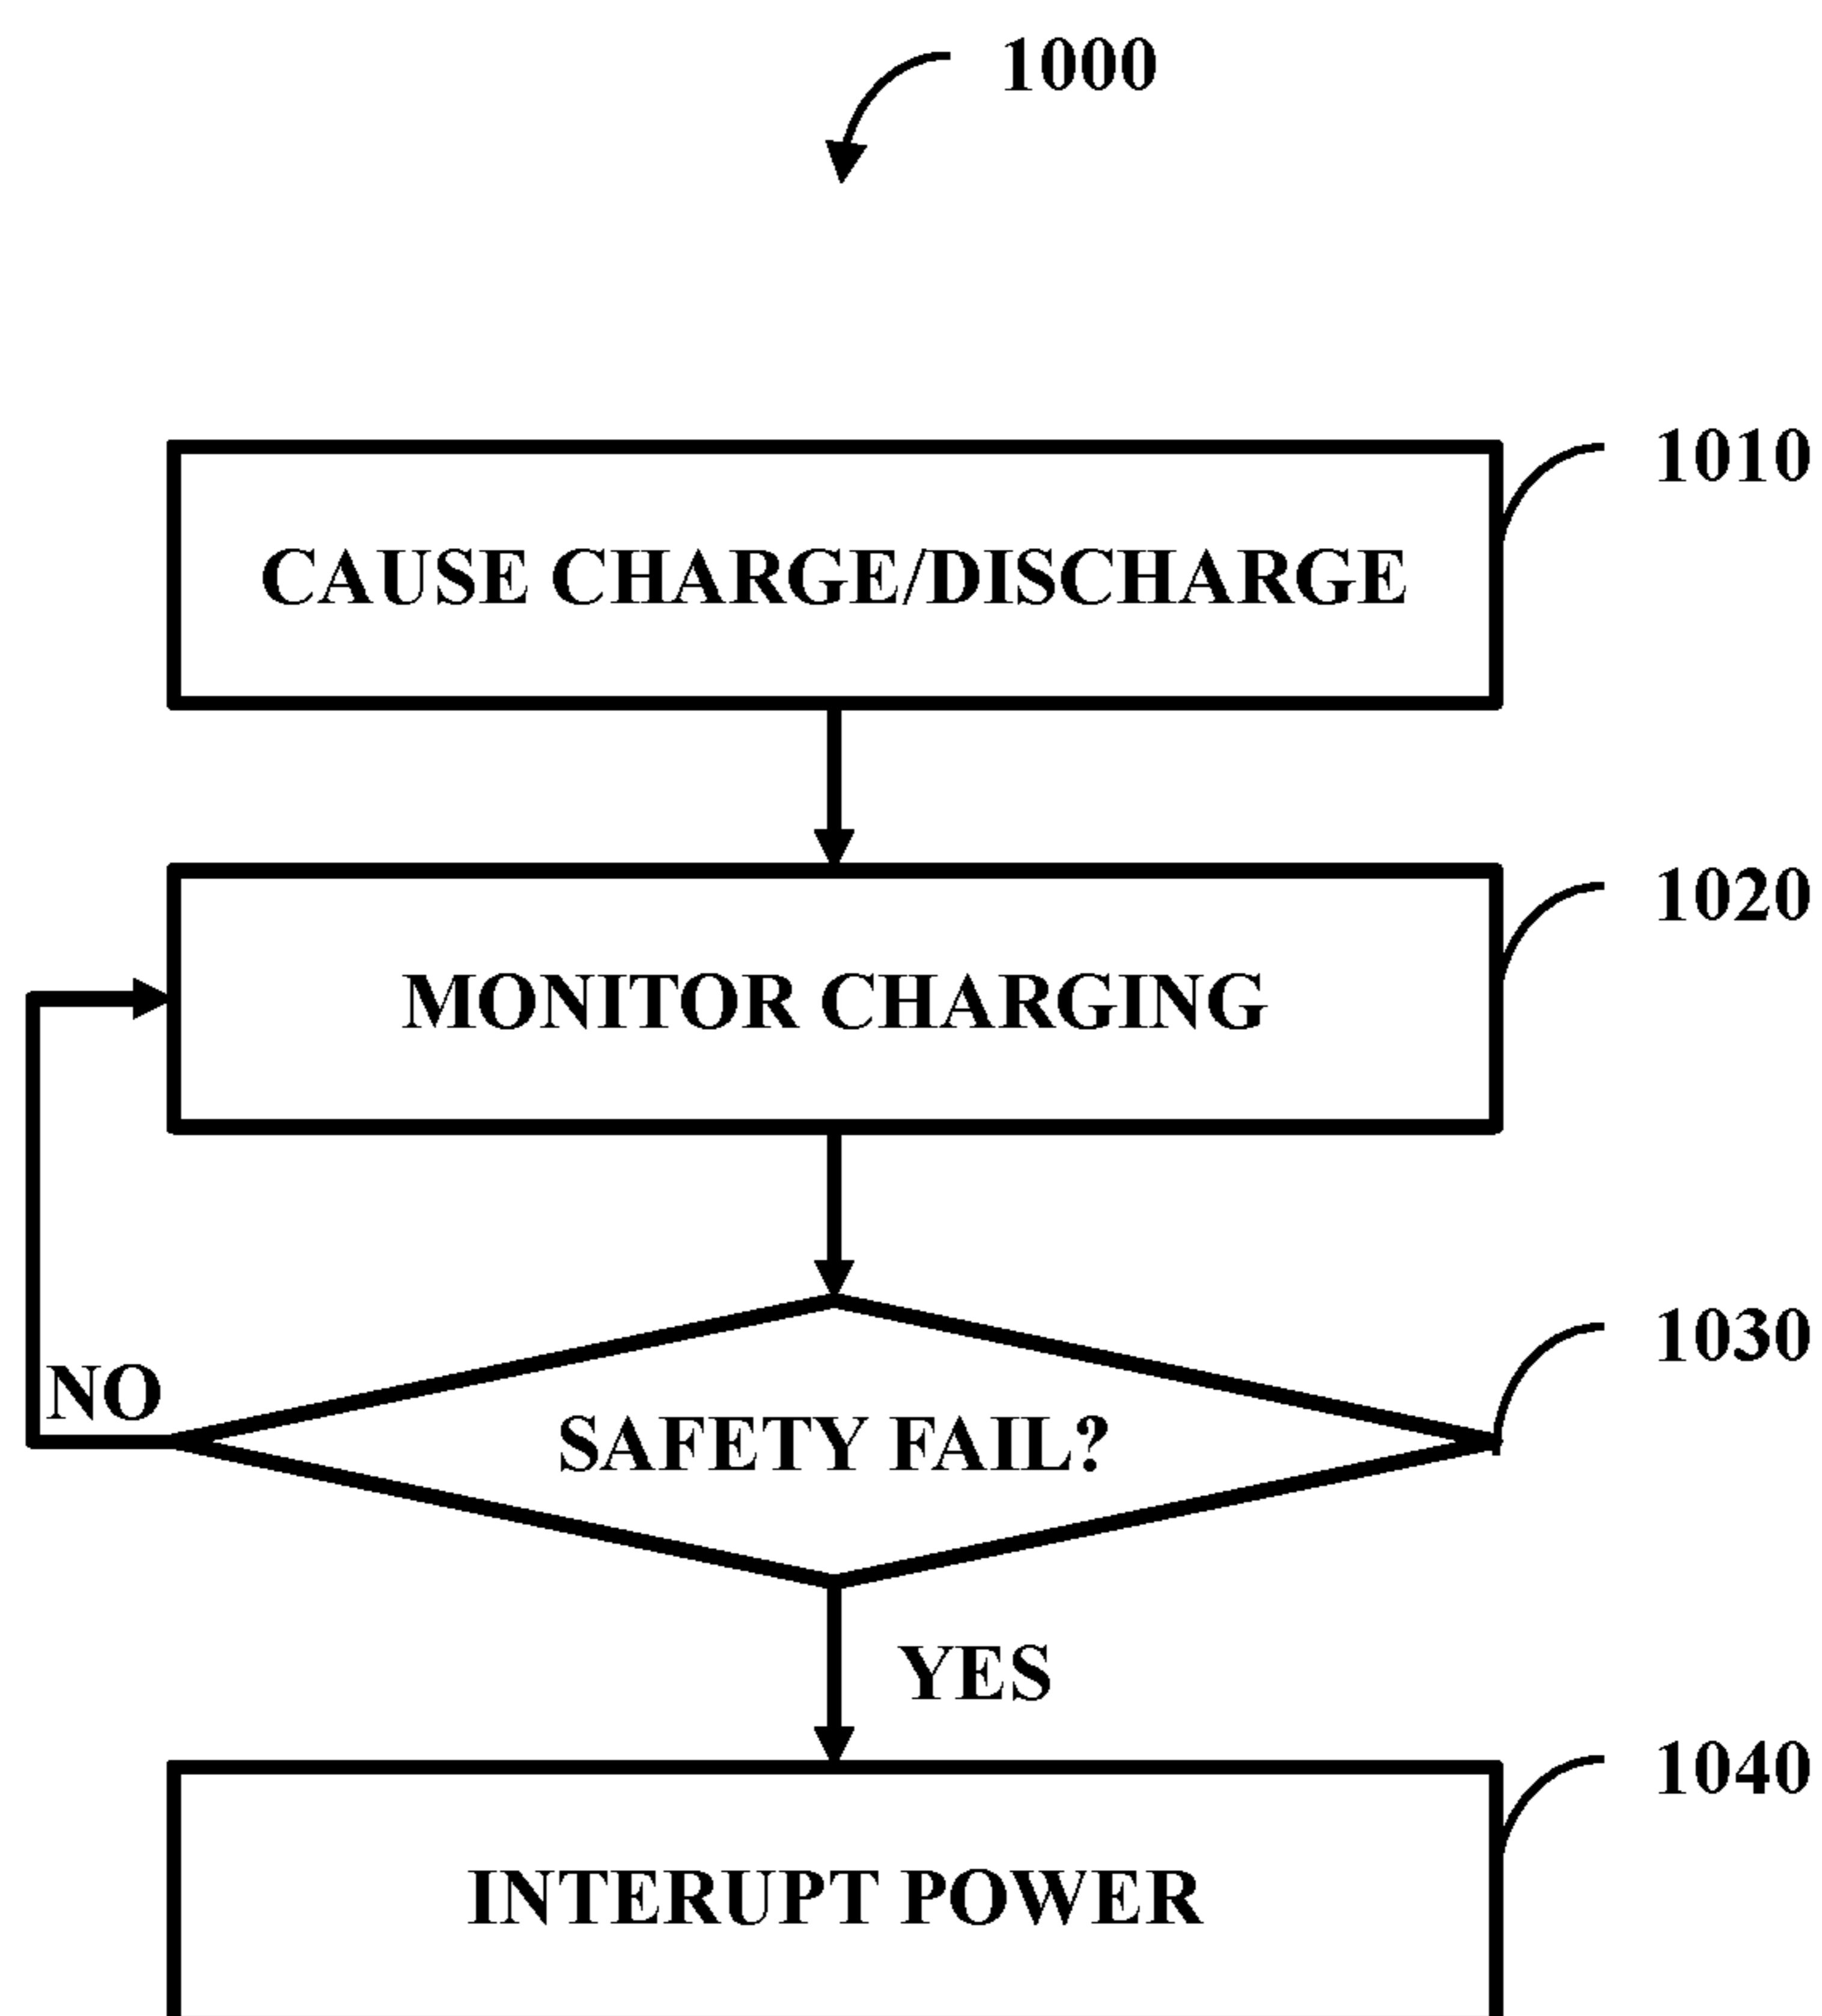 1000
CAUSE CHARGE/DISCHARGE
1010
MONITOR CHARGING
1020
SAFETY FAIL?
1030
NO
YES
INTERUPT POWER
1040